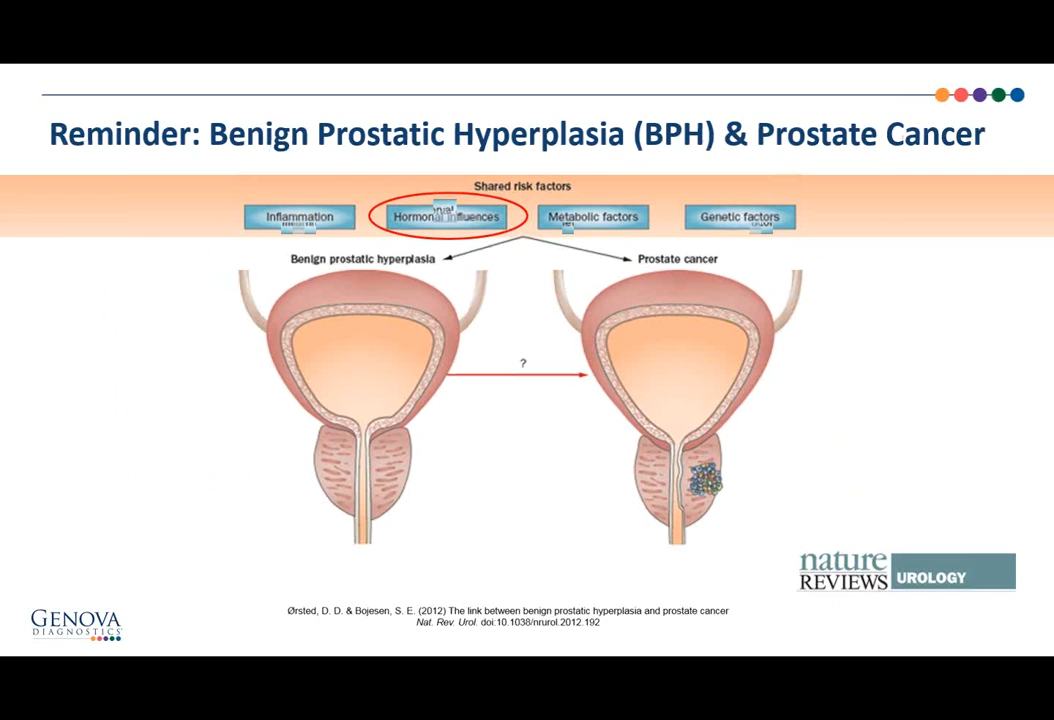 Reminder: Benign Prostatic Hyperplasia (BPH) & Prostate Cancer
Shared risk factors
Inflammation
Hormonal influences
Metabolic factors
Genetic factors
Benign prostatic hyperplasia
Prostate cancer
?
nature
REVIEWS UROLOGY
Ørsted, D. D. & Bojesen, S. E. (2012) The link between benign prostatic hyperplasia and prostate cancer
Nat. Rev. Urol. doi:10.1038/nrurol.2012.192
GENOVA
DIAGNOSTICS